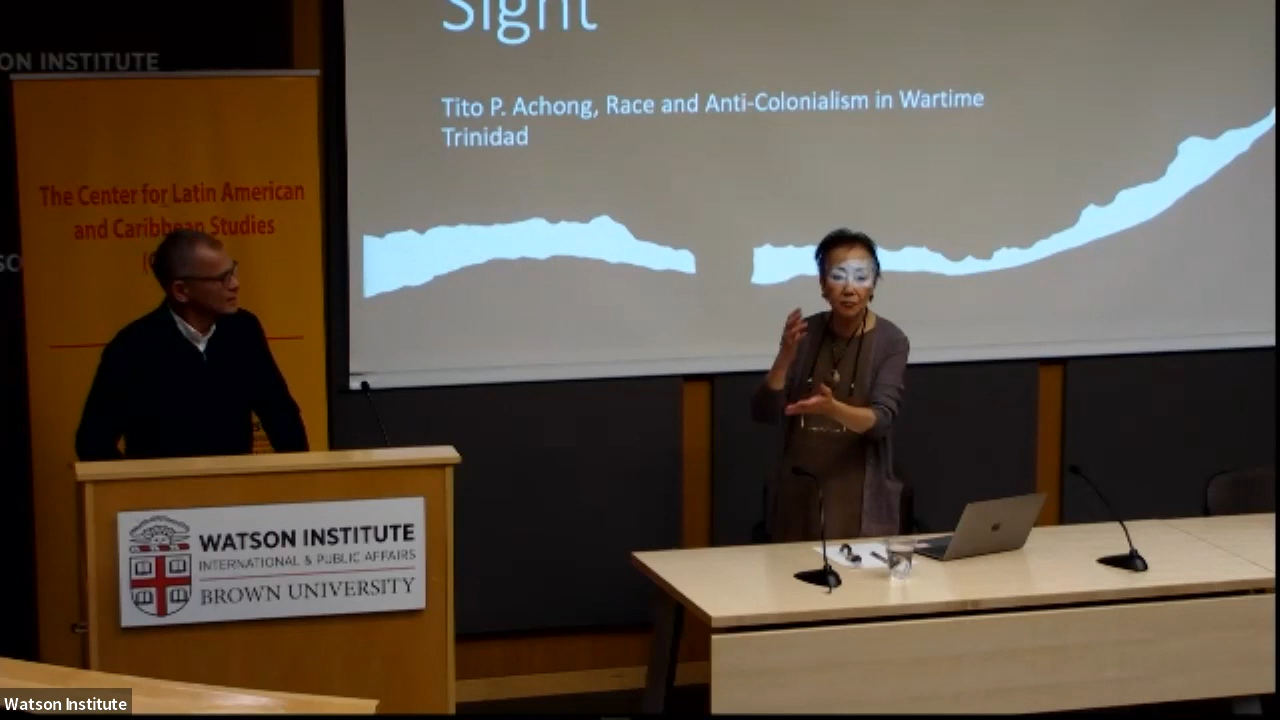 ON INSTITUTE
Sight
Tito P. Achong, Race and Anti-Colonialism in Wartime
Trinidad
The Center for Latin American
and Caribbean Studies
WATSON INSTITUTE
INTERNATIONAL & PUBLIC AFFAIRS
BROWN UNIVERSITY
Watson Institute